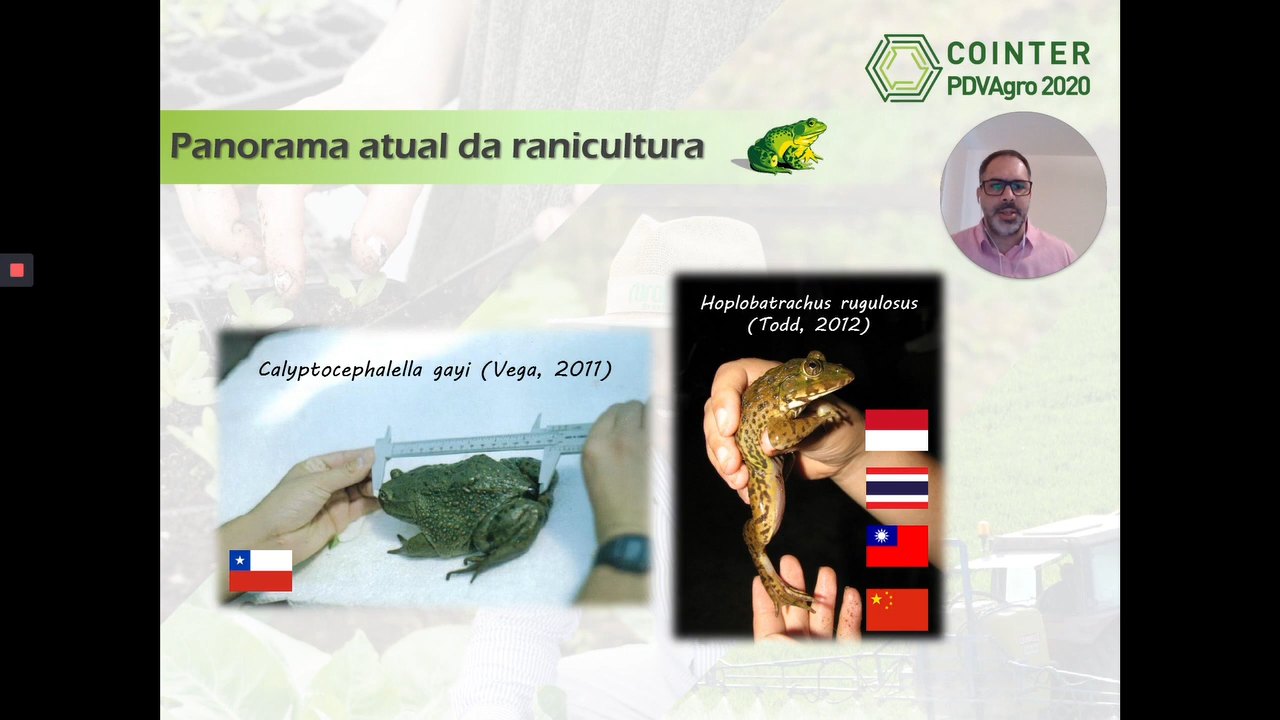 COINTER
PDVAgro 2020
Panorama atual da ranicultura
Hoplobatrachus rugulosus
(Todd, 2012)
Calyptocephalella gayi (Vega, 2011)